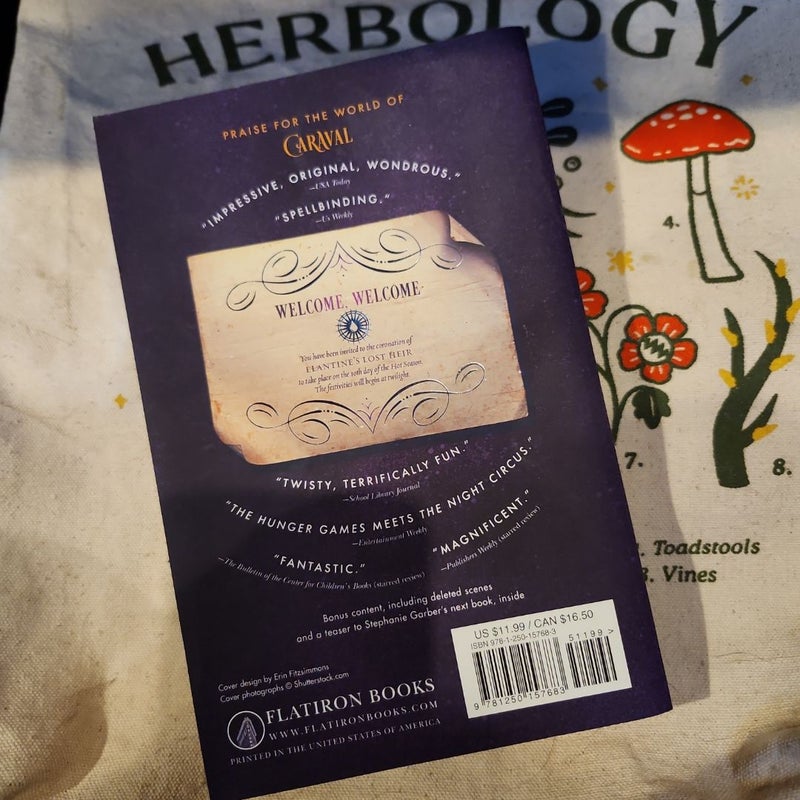 HERBOLOGY
PRAISE FOR THE WORLD OF
CARAVAL
"IMPRESSIVE, ORIGINAL, WONDROUS."
—USA Today
"SPELLBINDING."
—Us Weekly
WELCOME, WELCOME
You have been invited to the coronation of
ELANTINE'S LOST HEIR
to take place on the 10th day of the Hot Season.
The festivities will begin at twilight.
"TWISTY, TERRIFICALLY FUN."
—School Library Journal
"THE HUNGER GAMES MEETS THE NIGHT CIRCUS."
—Entertainment Weekly
"MAGNIFICENT."
—Publishers Weekly (starred review)
"FANTASTIC."
—The Bulletin of the Center for Children's Books (starred review)
Bonus content, including deleted scenes
and a teaser to Stephanie Garber's next book, inside
US $11.99 / CAN $16.50
ISBN 978-1-250-15768-3
51199 >
9 781250 157683
Cover design by Erin Fitzsimmons
Cover photographs © Shutterstock.com
FLATIRON BOOKS
WWW.FLATIRONBOOKS.COM
PRINTED IN THE UNITED STATES OF AMERICA
4.
7.
8.
Toadstools
Vines